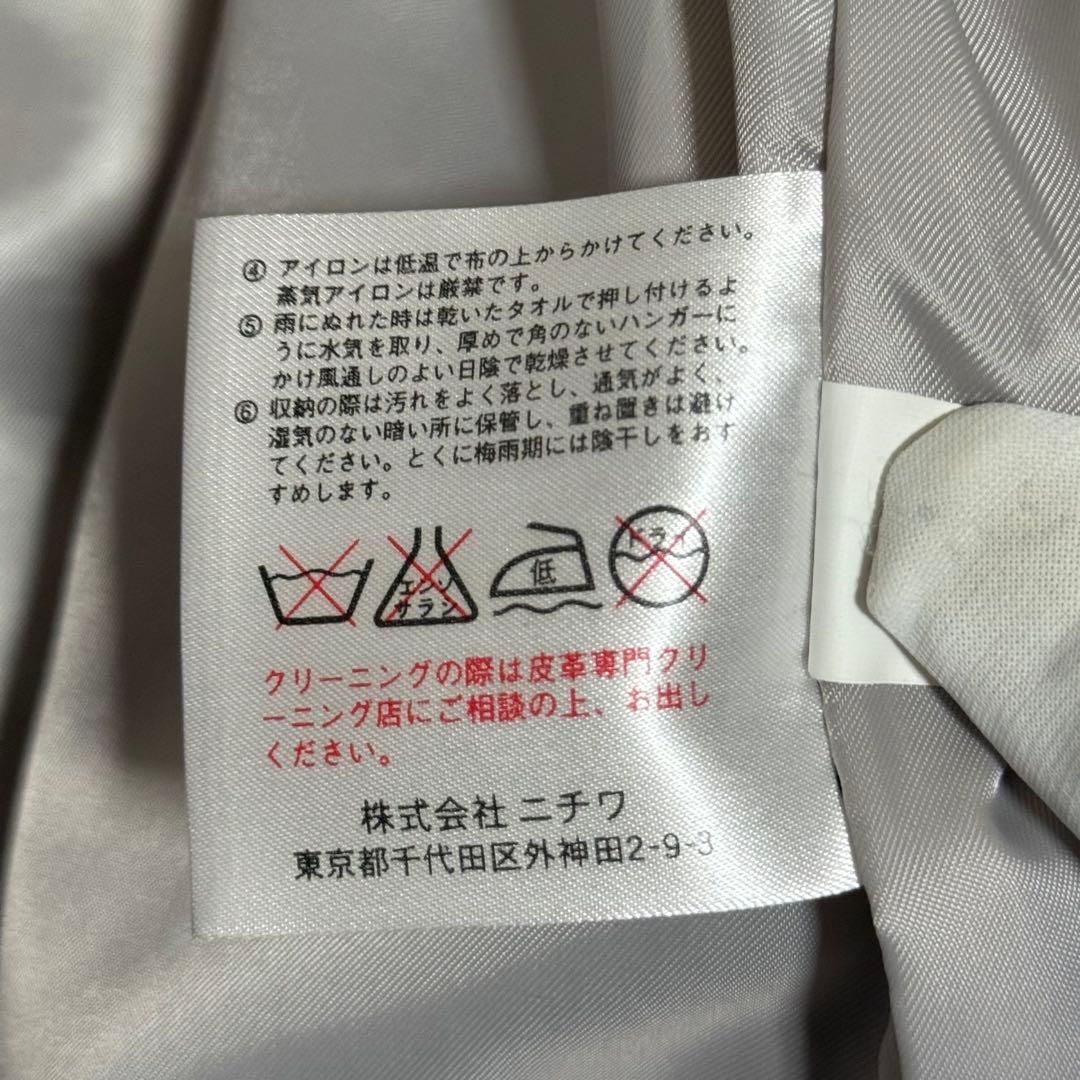 ④ アイロンは低温で布の上からかけてください。
蒸気アイロンは厳禁です。
⑤ 雨にぬれた時は乾いたタオルで押し付けるよ
うに水気を取り、厚めで角のないハンガーに
かけ風通しのよい日陰で乾燥させてください。
⑥ 収納の際は汚れをよく落とし、通気がよく、
湿気のない暗い所に保管し、重ね置きは避け
てください。とくに梅雨期には陰干しをおす
すめします。
エンソ
サラシ
低
ドライ
クリーニングの際は皮革専門クリ
ーニング店にご相談の上、お出し
ください。
株式会社 ニチワ
東京都千代田区外神田2-9-3